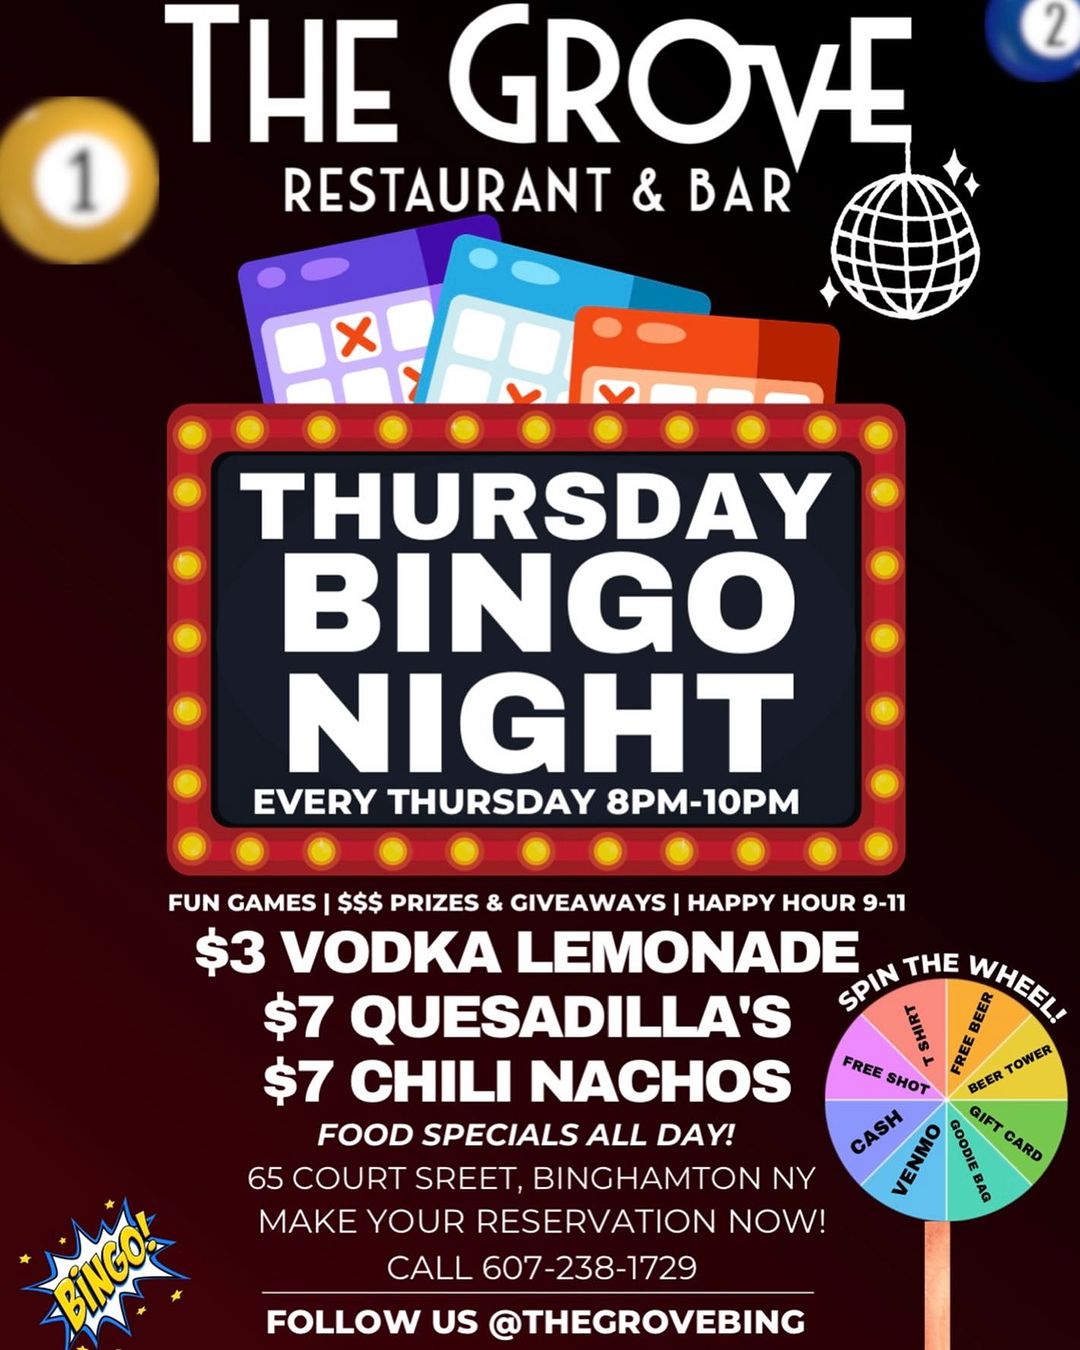 THE GROVE
2
1
RESTAURANT & BAR
THURSDAY
BINGO
NIGHT
EVERY THURSDAY 8PM-10PM
FUN GAMES | $$$ PRIZES & GIVEAWAYS | HAPPY HOUR 9-11
$3 VODKA LEMONADE
$7 QUESADILLA'S
$7 CHILI NACHOS
FOOD SPECIALS ALL DAY!
65 COURT SREET, BINGHAMTON NY
MAKE YOUR RESERVATION NOW!
CALL 607-238-1729
FOLLOW US @THEGROVEBING
SPIN THE WHEEL!
T SHIRT
FREE BEER
BEER TOWER
GIFT CARD
GOODIE BAG
VENMO
CASH
FREE SHOT
BINGO!